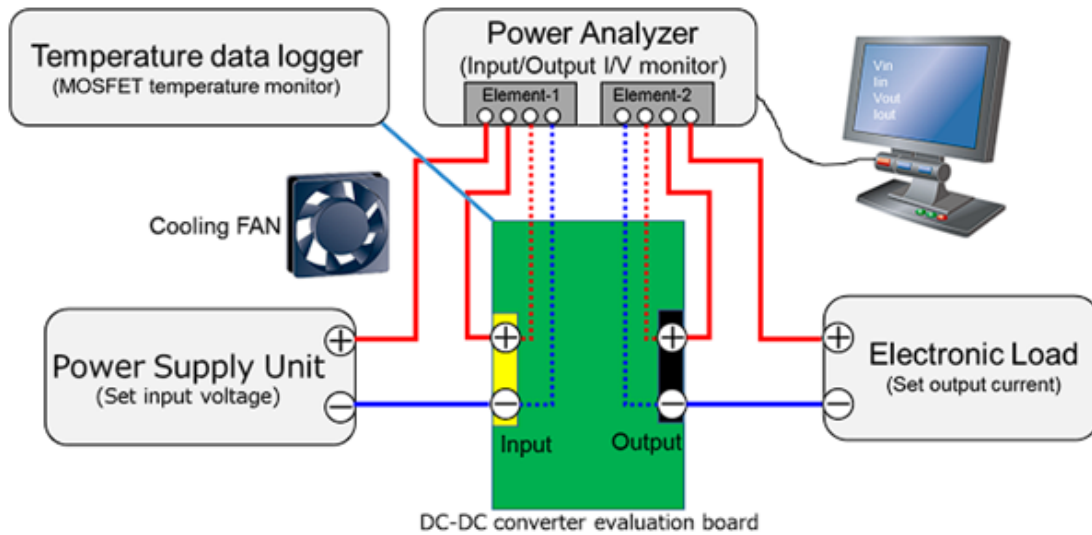 Temperature data logger
(MOSFET temperature monitor)
Power Analyzer
(Input/Output I/V monitor)
Element-1
Element-2
Vin
Iin
Vout
Iout
Cooling FAN
Power Supply Unit
(Set input voltage)
+
−
+
−
Input
+
−
Output
+
−
Electronic Load
(Set output current)
DC-DC converter evaluation board